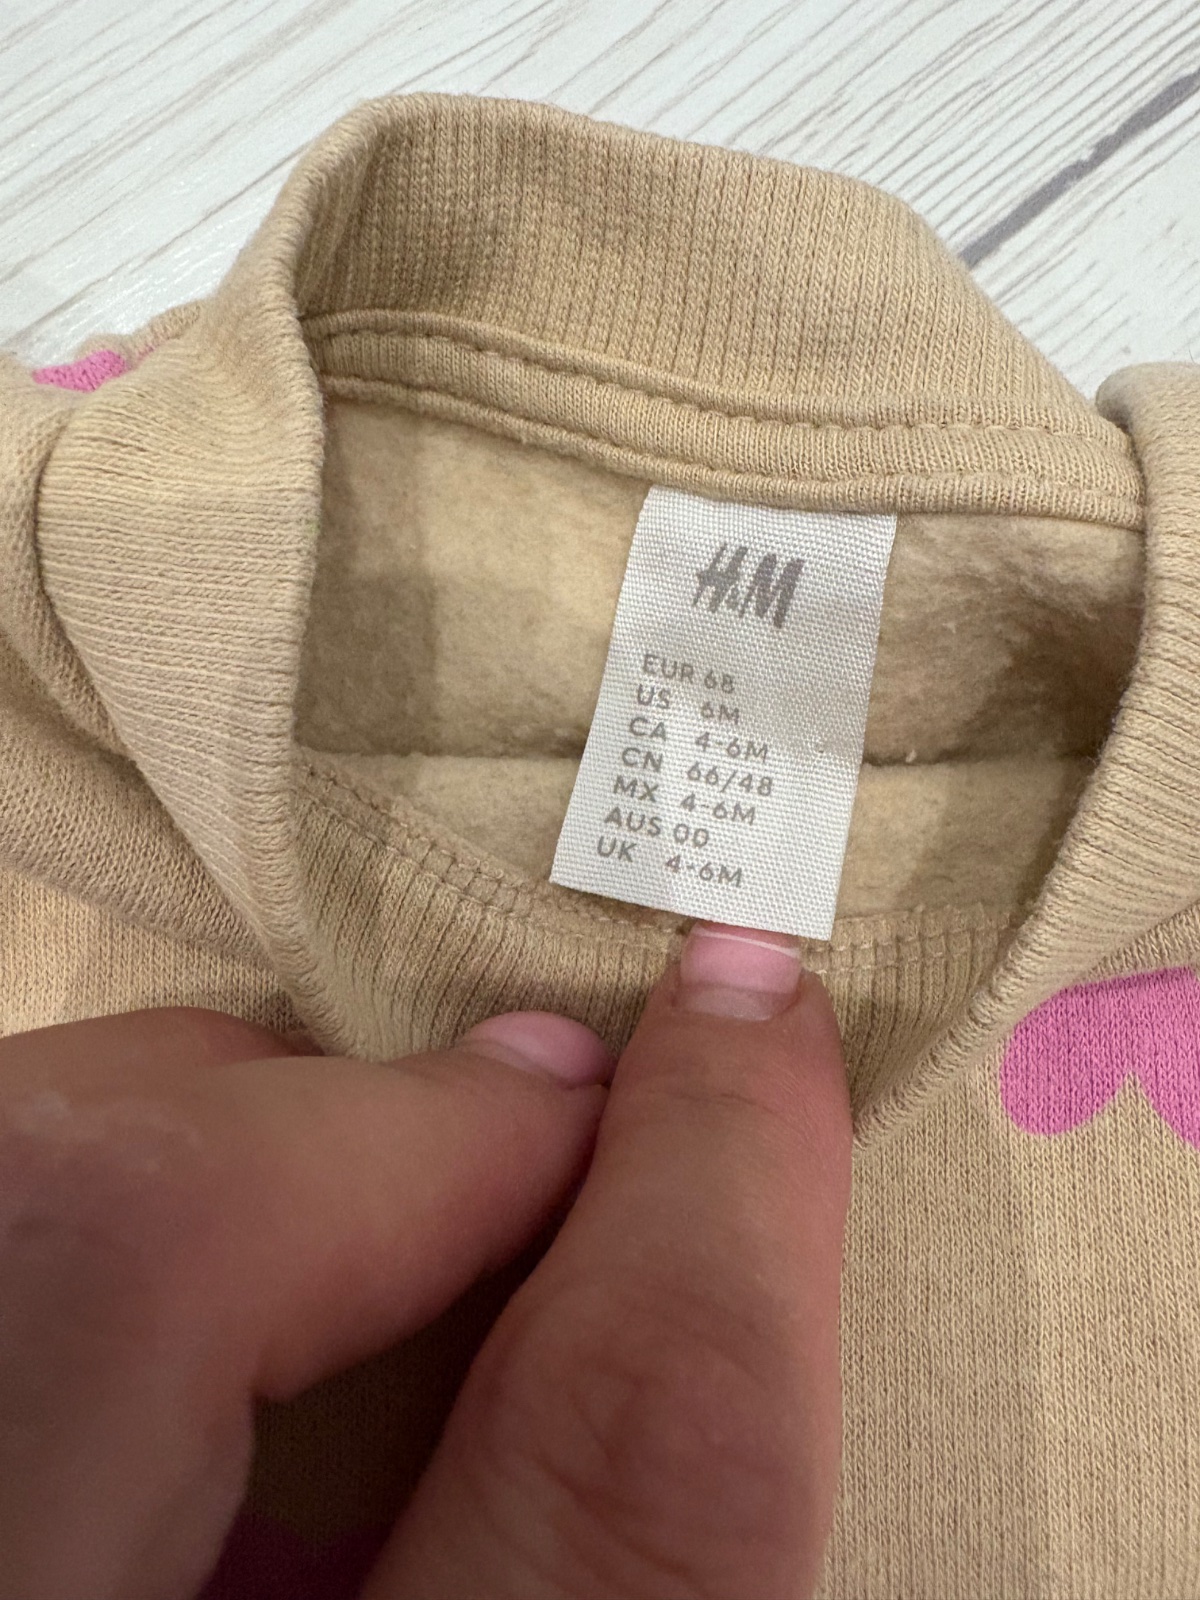 H&M
EUR 68
US 6M
CA 4-6M
CN 66/48
MX 4-6M
AUS 00
UK 4-6M